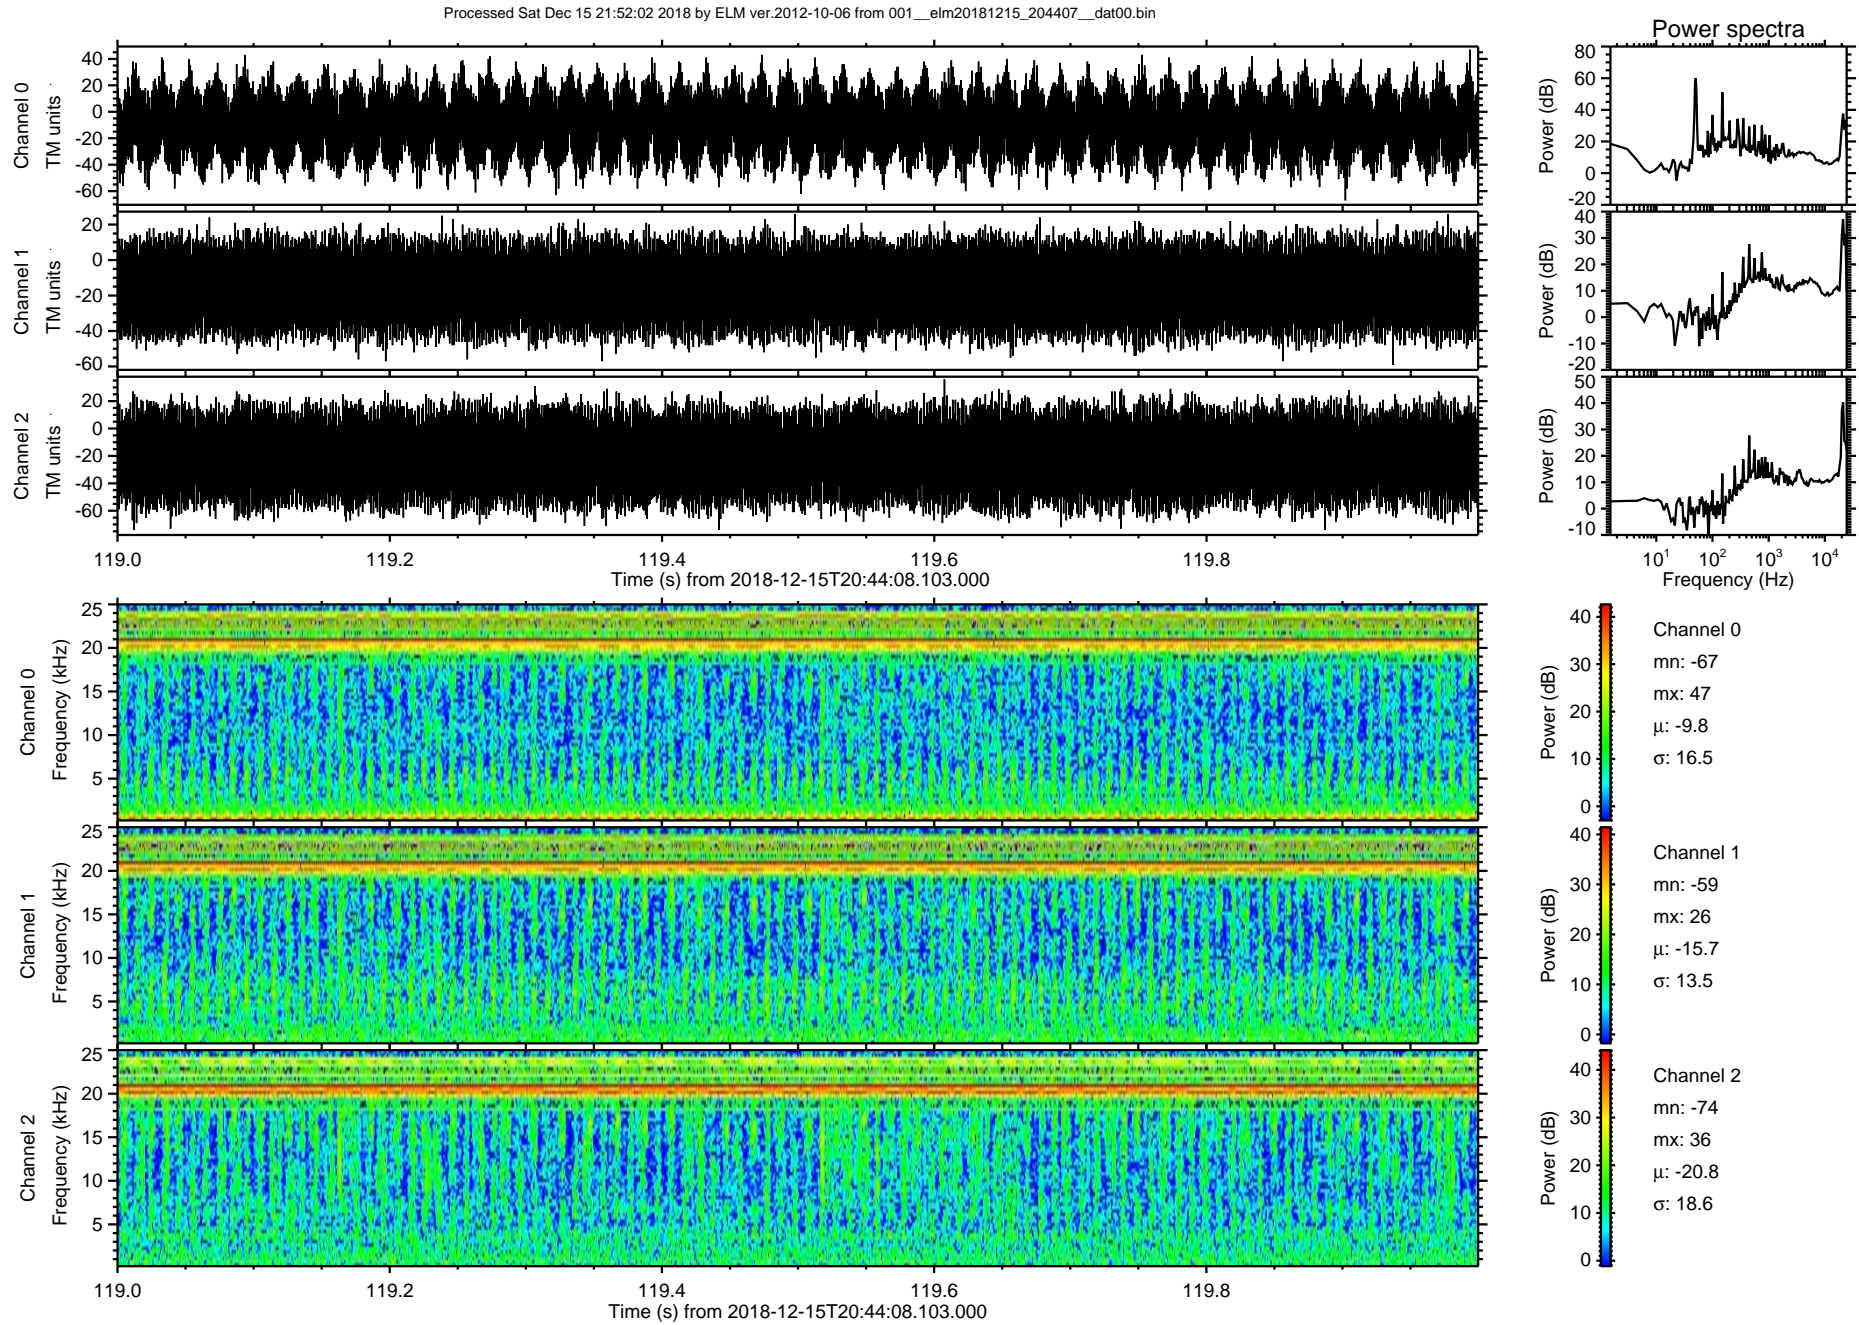 Processed Sat Dec 15 21:52:02 2018 by ELM ver.2012-10-06 from 001__elm20181215_204407__dat00.bin
Power spectra
Channel 0
TM units
40
20
0
-20
-40
-60
Power (dB)
80
60
40
20
0
-20
Channel 1
TM units
20
0
-20
-40
-60
Power (dB)
40
30
20
10
0
-10
-20
Channel 2
TM units
20
0
-20
-40
-60
Power (dB)
50
40
30
20
10
0
-10
119.0 119.2 119.4 119.6 119.8
Time (s) from 2018-12-15T20:44:08.103.000
10^1 10^2 10^3 10^4
Frequency (Hz)
Channel 0
Frequency (kHz)
25
20
15
10
5
Power (dB)
40
30
20
10
0
Channel 0
mn: -67
mx: 47
μ: -9.8
σ: 16.5
Channel 1
Frequency (kHz)
25
20
15
10
5
Power (dB)
40
30
20
10
0
Channel 1
mn: -59
mx: 26
μ: -15.7
σ: 13.5
Channel 2
Frequency (kHz)
25
20
15
10
5
Power (dB)
40
30
20
10
0
Channel 2
mn: -74
mx: 36
μ: -20.8
σ: 18.6
119.0 119.2 119.4 119.6 119.8
Time (s) from 2018-12-15T20:44:08.103.000